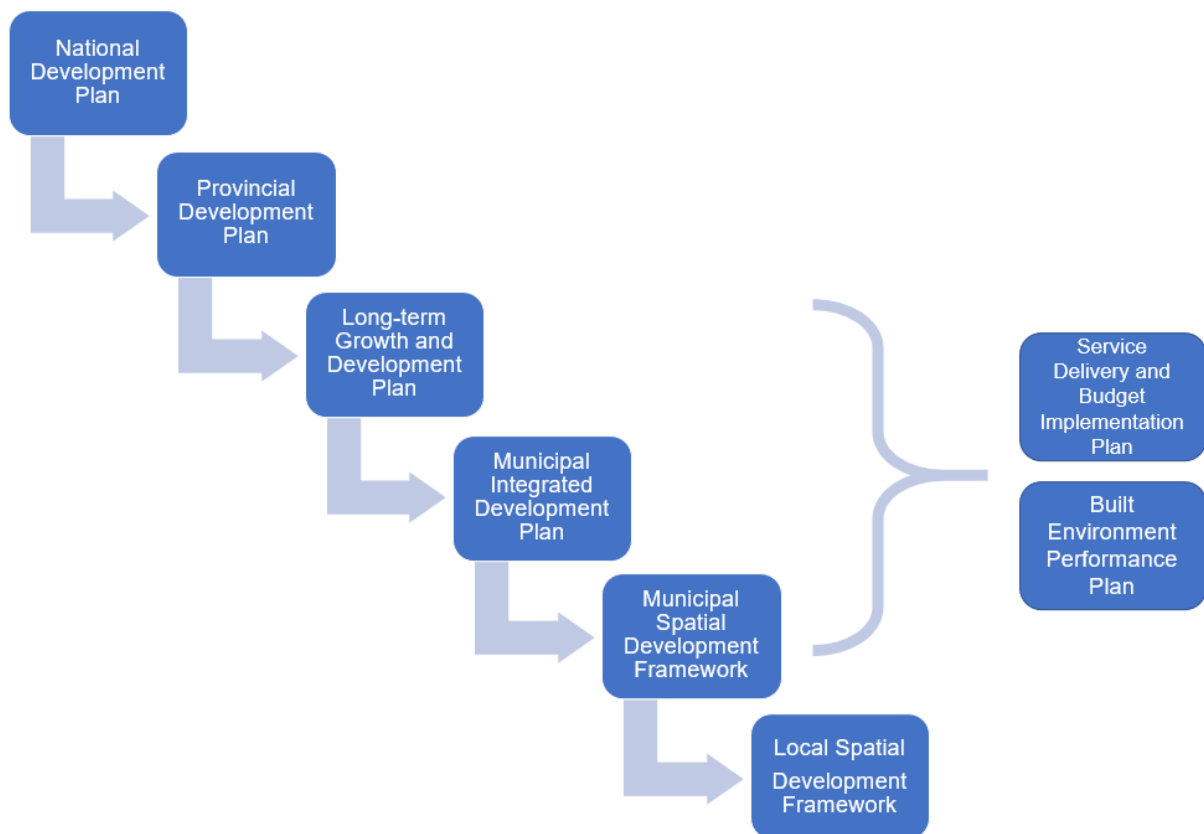 National
Development
Plan
Provincial
Development
Plan
Long-term
Growth and
Development
Plan
Municipal
Integrated
Development
Plan
Municipal
Spatial
Development
Framework
Local Spatial
Development
Framework
Service
Delivery and
Budget
Implementation
Plan
Built
Environment
Performance
Plan